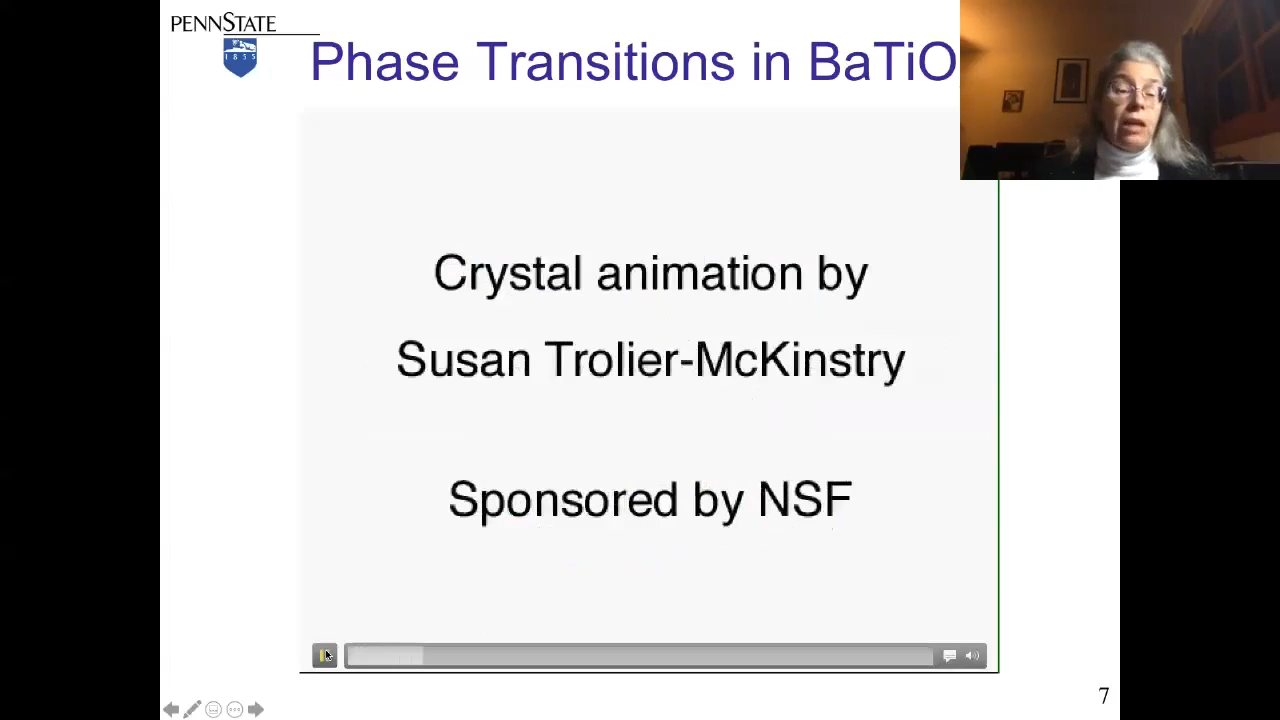 PENNSTATE
1855
Phase Transitions in BaTiO
Crystal animation by
Susan Trolier-McKinstry
Sponsored by NSF
7